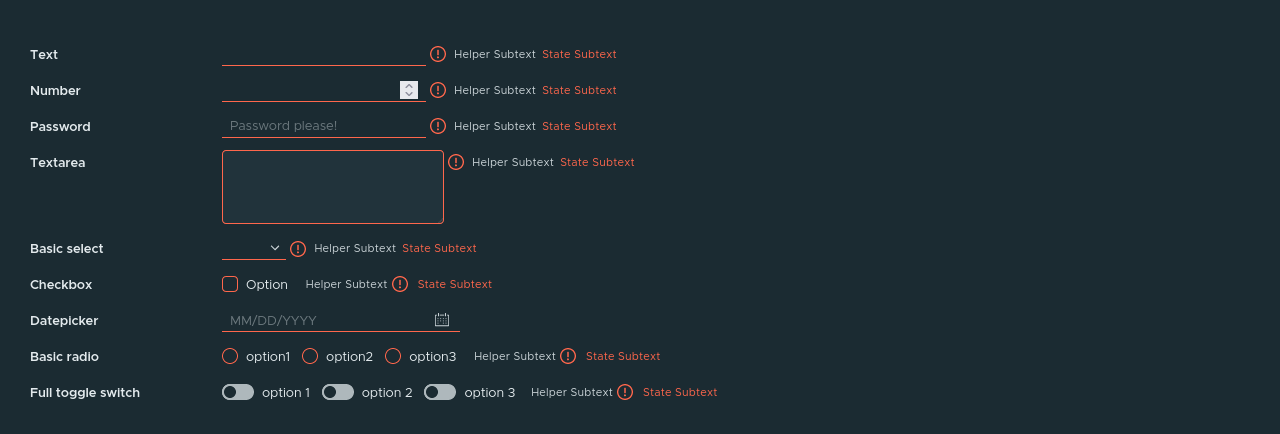 Text Helper Subtext State Subtext
Number Helper Subtext State Subtext
Password Password please! Helper Subtext State Subtext
Textarea Helper Subtext State Subtext
Basic select Helper Subtext State Subtext
Checkbox Option Helper Subtext State Subtext
Datepicker MM/DD/YYYY
Basic radio option1 option2 option3 Helper Subtext State Subtext
Full toggle switch option 1 option 2 option 3 Helper Subtext State Subtext